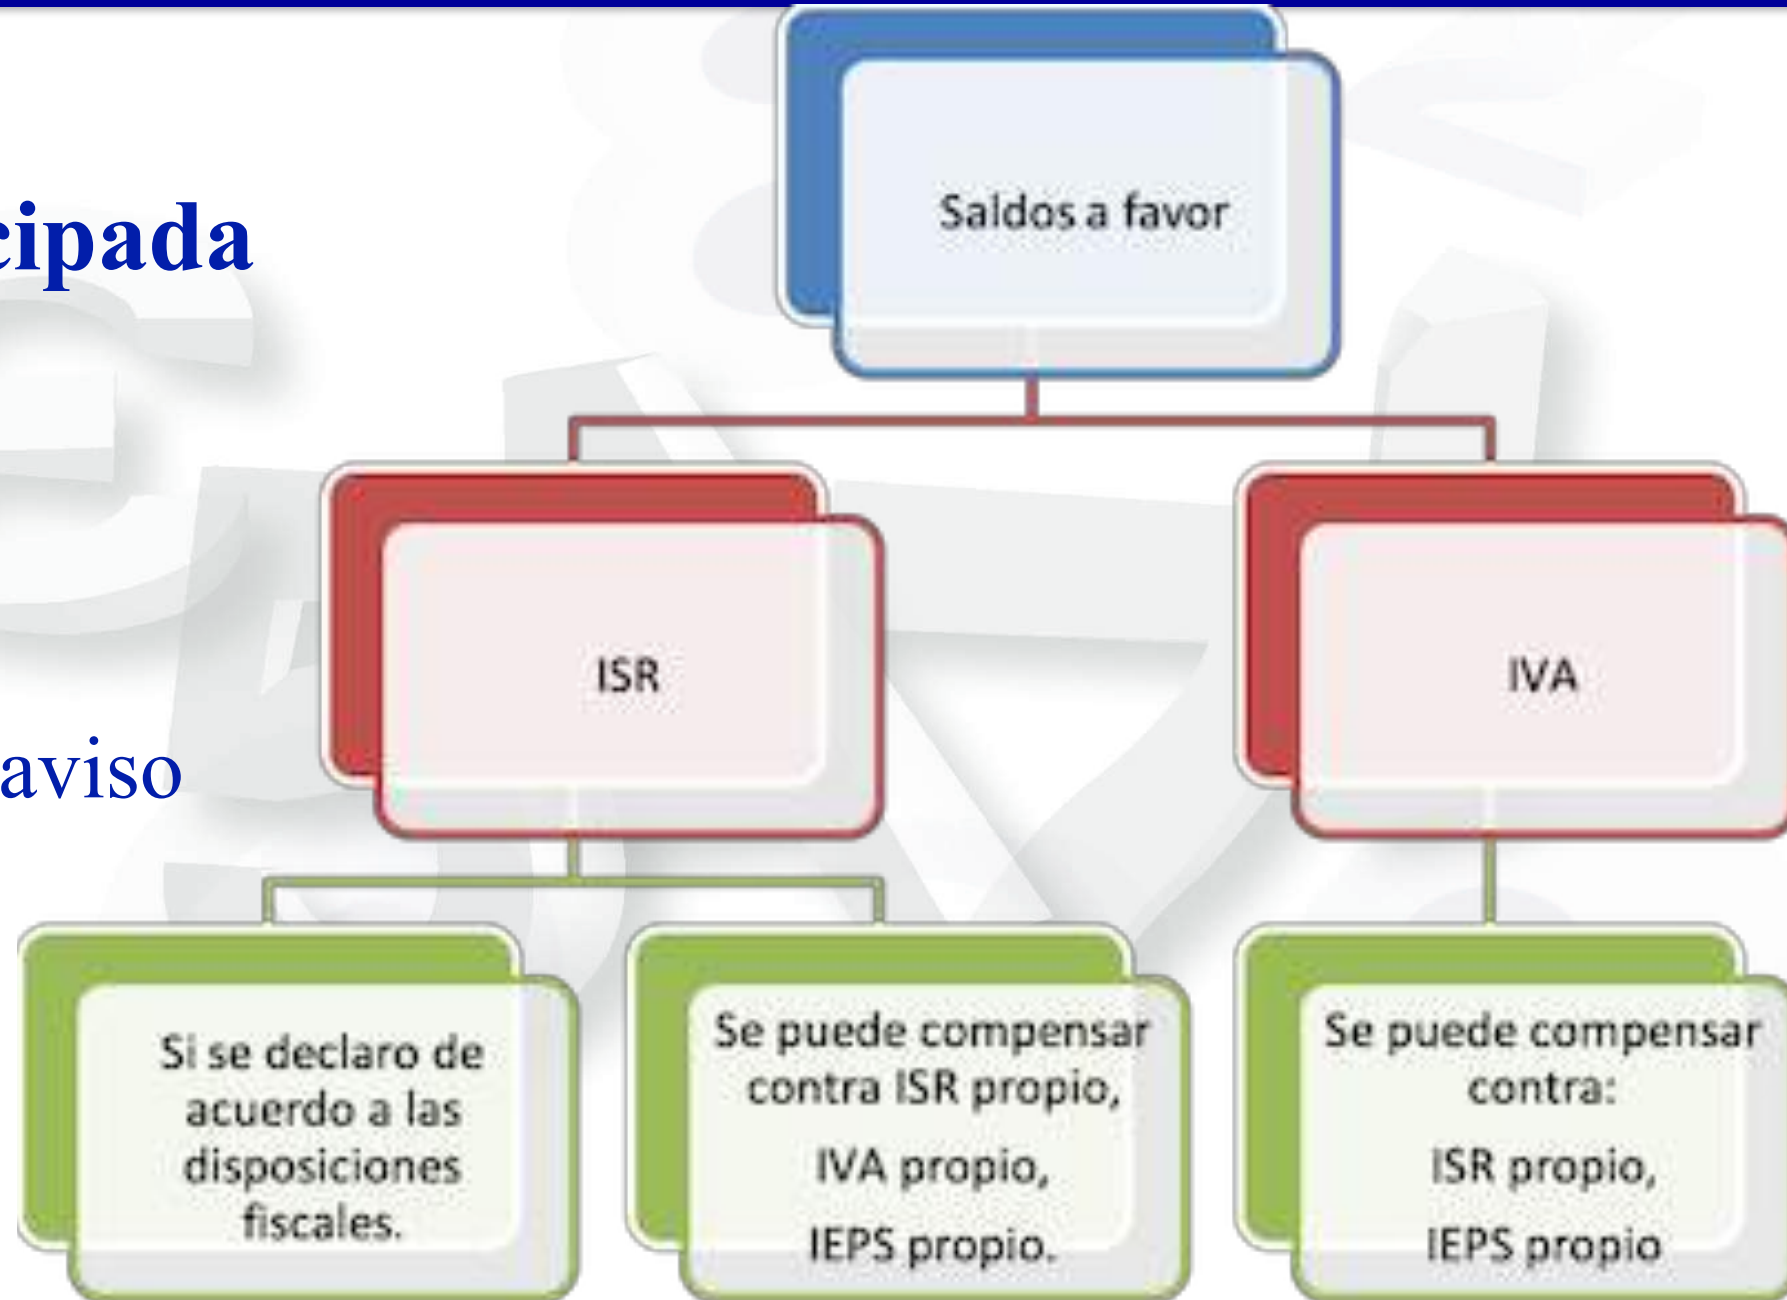 cipada
aviso
Saldos a favor
ISR
IVA
Si se declaro de
acuerdo a las
disposiciones
fiscales.
Se puede compensar
contra ISR propio,
IVA propio,
IEPS propio.
Se puede compensar
contra:
ISR propio,
IEPS propio